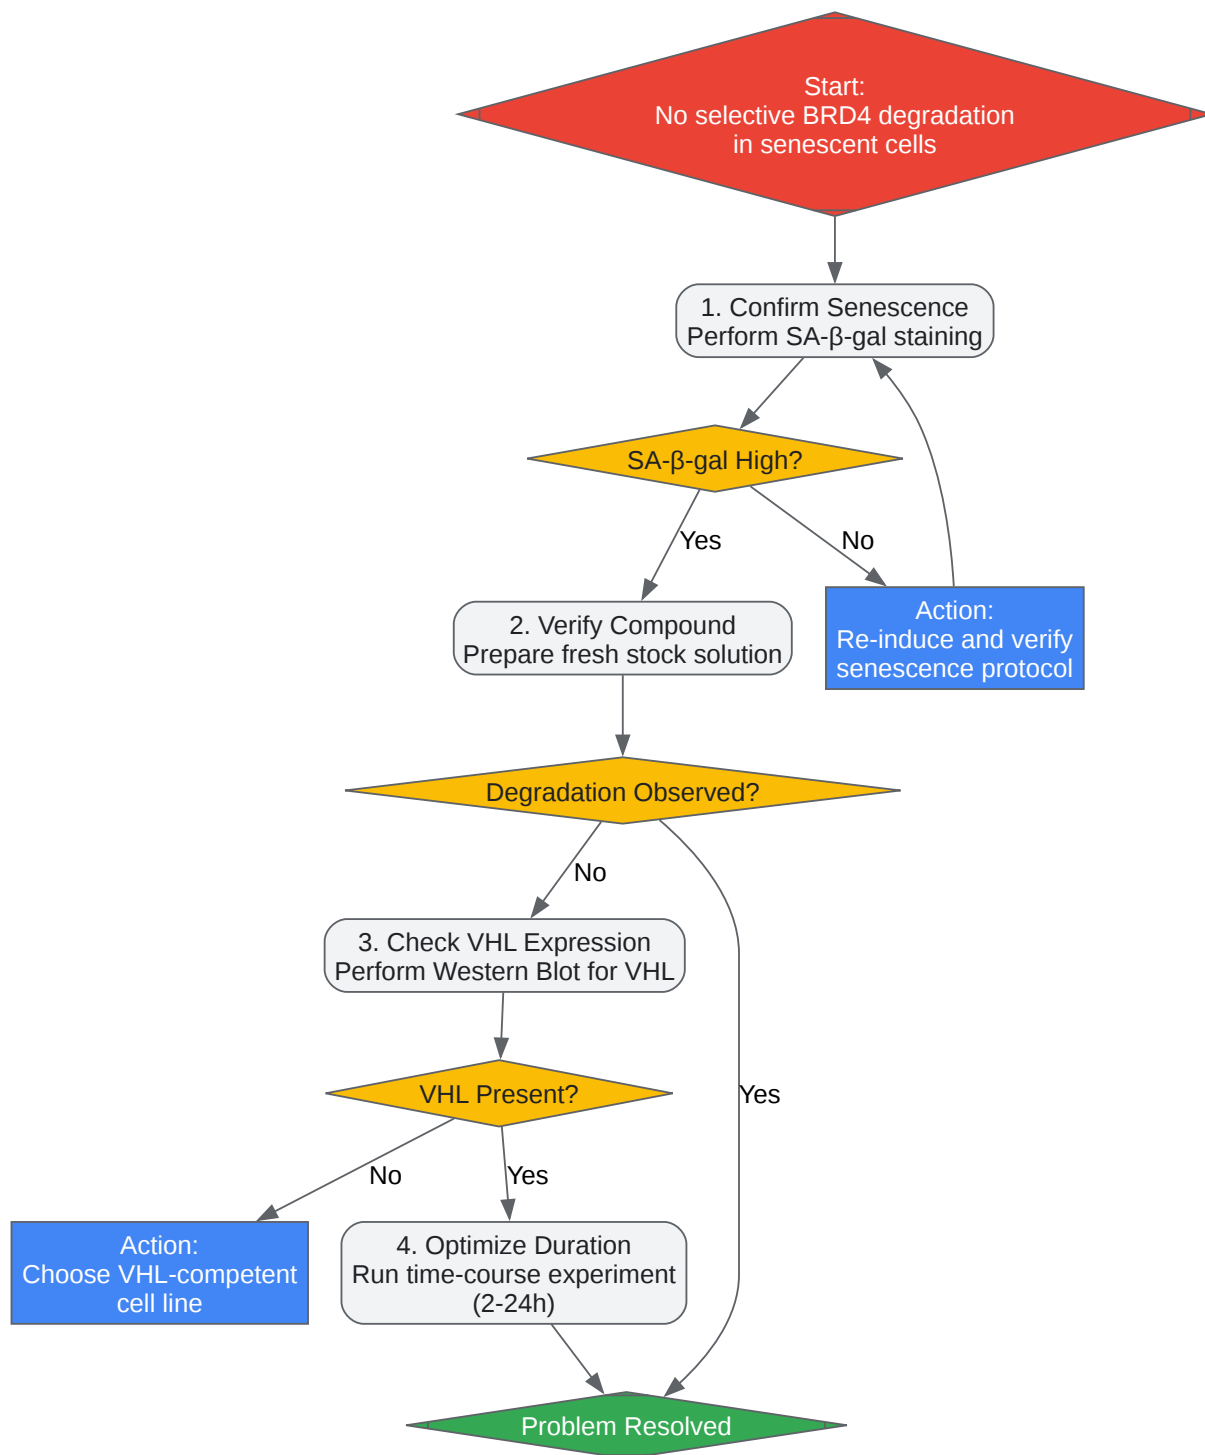 Start:
No selective BRD4 degradation
in senescent cells
1. Confirm Senescence
Perform SA-β-gal staining
SA-β-gal High?
Yes
No
2. Verify Compound
Prepare fresh stock solution
Action:
Re-induce and verify
senescence protocol
Degradation Observed?
No
3. Check VHL Expression
Perform Western Blot for VHL
VHL Present?
Yes
No
Yes
Action:
Choose VHL-competent
cell line
4. Optimize Duration
Run time-course experiment
(2-24h)
Problem Resolved